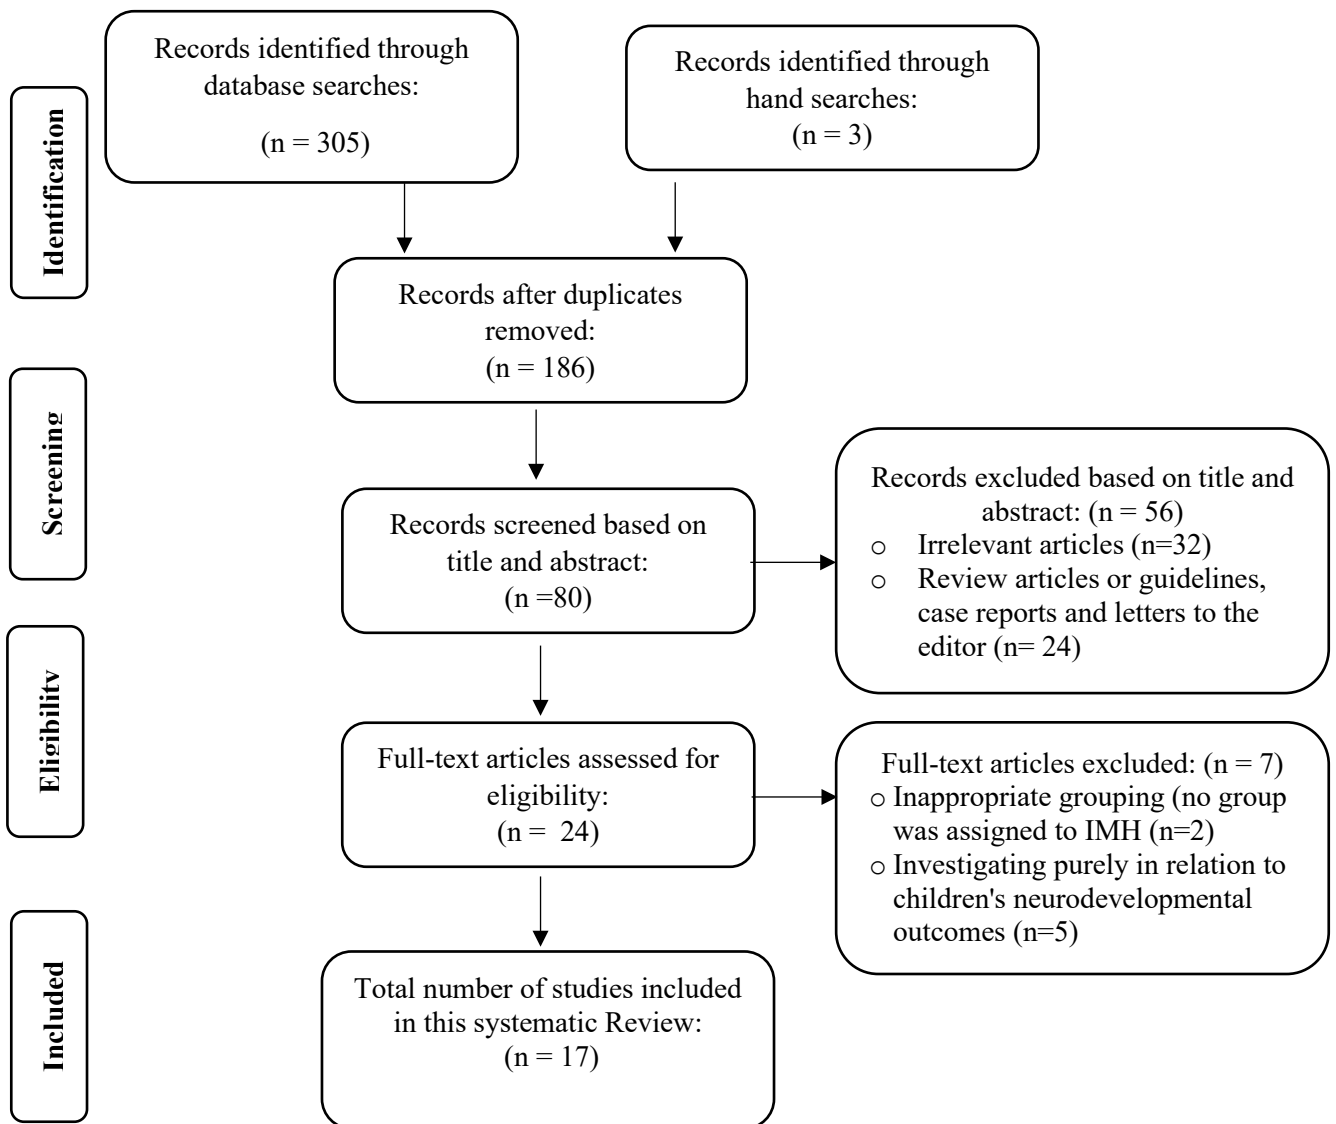 Records identified through
database searches:
(n = 305)
Records identified through
hand searches:
(n = 3)
Identification
Records after duplicates
removed:
(n = 186)
Screening
Records screened based on
title and abstract:
(n =80)
Records excluded based on title and
abstract: (n = 56)
o Irrelevant articles (n=32)
o Review articles or guidelines,
case reports and letters to the
editor (n= 24)
Eligibility
Full-text articles assessed for
eligibility:
(n = 24)
Full-text articles excluded: (n = 7)
o Inappropriate grouping (no group
was assigned to IMH (n=2)
o Investigating purely in relation to
children's neurodevelopmental
outcomes (n=5)
Included
Total number of studies included
in this systematic Review:
(n = 17)